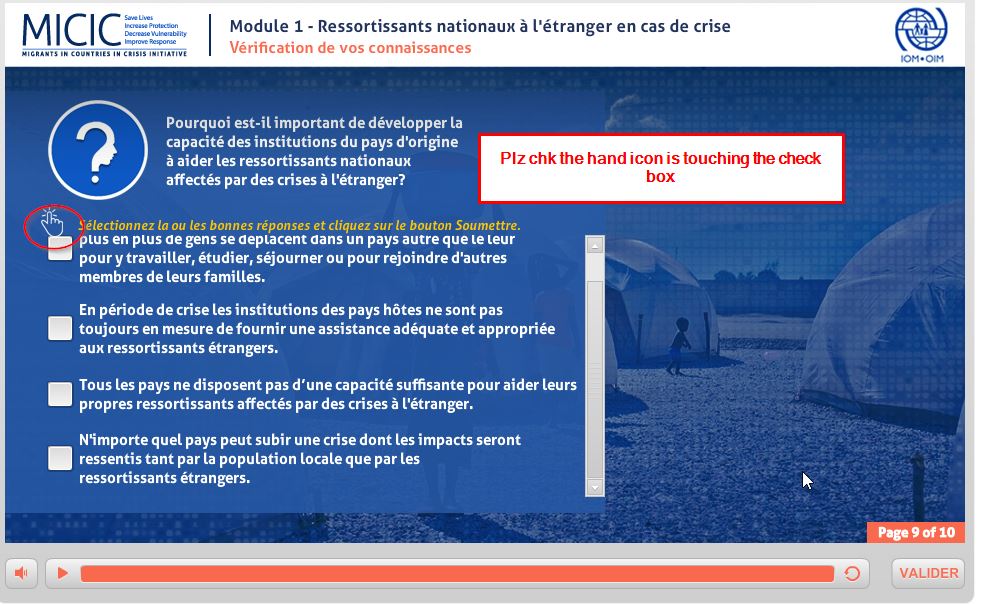 MICIC
Save Lives
Increase Protection
Decrease Vulnerability
Improve Response
MIGRANTS IN COUNTRIES IN CRISIS INITIATIVE
Module 1 - Ressortissants nationaux à l'étranger en cas de crise
Vérification de vos connaissances
IOM•OIM
Pourquoi est-il important de développer la
capacité des institutions du pays d'origine
à aider les ressortissants nationaux
affectés par des crises à l'étranger?
Plz chk the hand icon is touching the check
box
Sélectionnez la ou les bonnes réponses et cliquez sur le bouton Soumettre.
plus en plus de gens se déplacent dans un pays autre que le leur
pour y travailler, étudier, séjourner ou pour rejoindre d'autres
membres de leurs familles.
En période de crise les institutions des pays hôtes ne sont pas
toujours en mesure de fournir une assistance adéquate et appropriée
aux ressortissants étrangers.
Tous les pays ne disposent pas d’une capacité suffisante pour aider leurs
propres ressortissants affectés par des crises à l'étranger.
N'importe quel pays peut subir une crise dont les impacts seront
ressentis tant par la population locale que par les
ressortissants étrangers.
Page 9 of 10
VALIDER